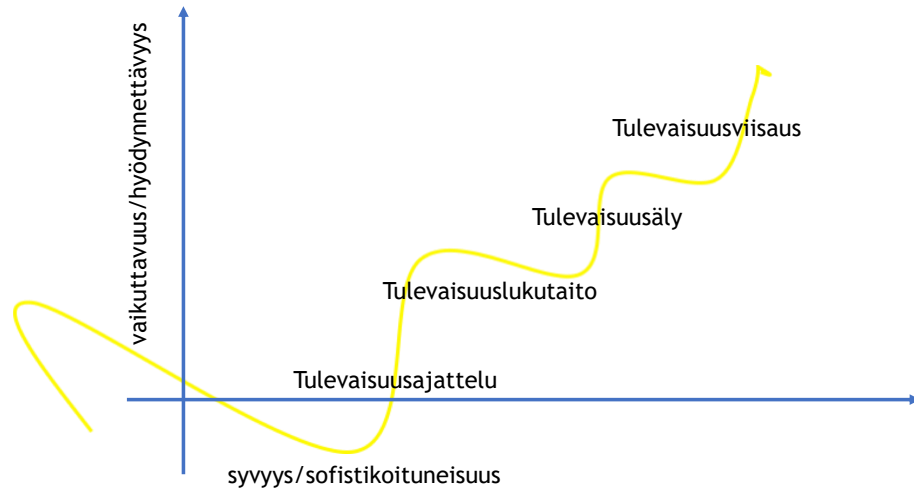 vaikuttavuus/hyödynnettävyys
Tulevaisuusviisaus
Tulevaisuusäly
Tulevaisuuslukutaito
Tulevaisuusajattelu
syvyys/sofistikoituneisuus